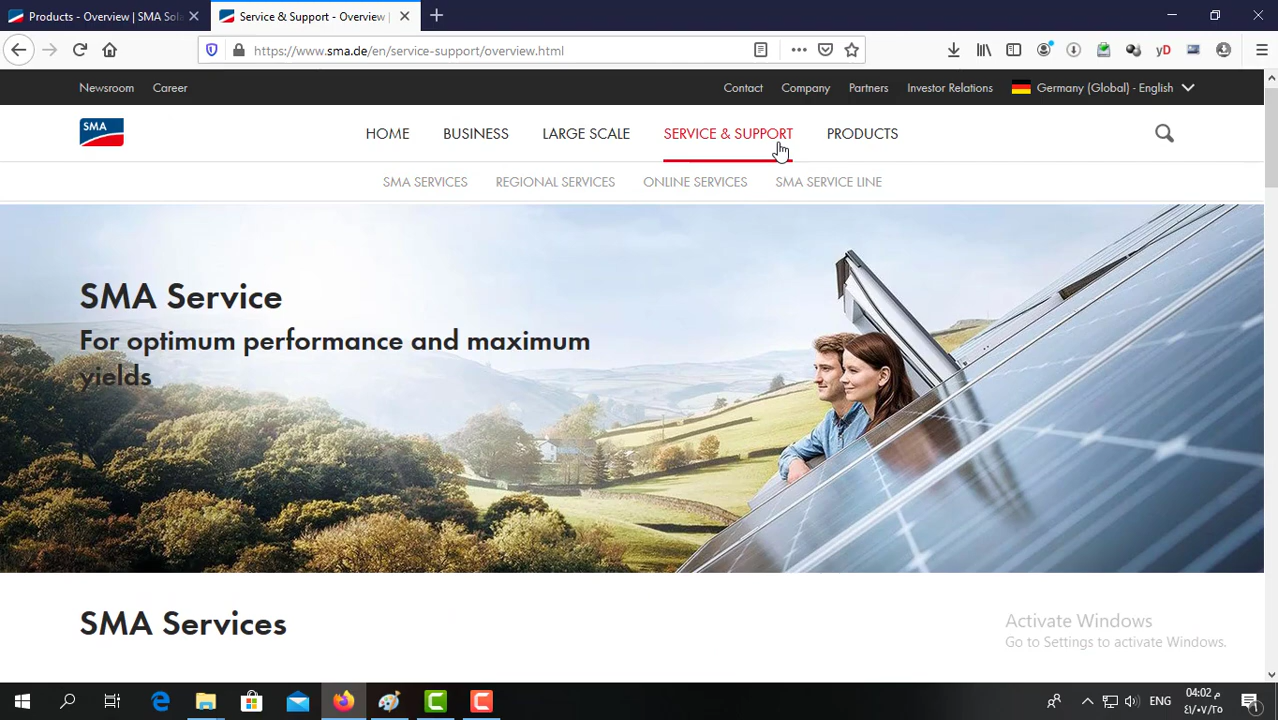 Products - Overview | SMA Sola
Service & Support - Overview |
https://www.sma.de/en/service-support/overview.html
Newsroom Career Contact Company Partners Investor Relations Germany (Global) - English
SMA
HOME BUSINESS LARGE SCALE SERVICE & SUPPORT PRODUCTS
SMA SERVICES REGIONAL SERVICES ONLINE SERVICES SMA SERVICE LINE
SMA Service
For optimum performance and maximum
yields
SMA Services
Activate Windows
Go to Settings to activate Windows.
ENG
04:02 م